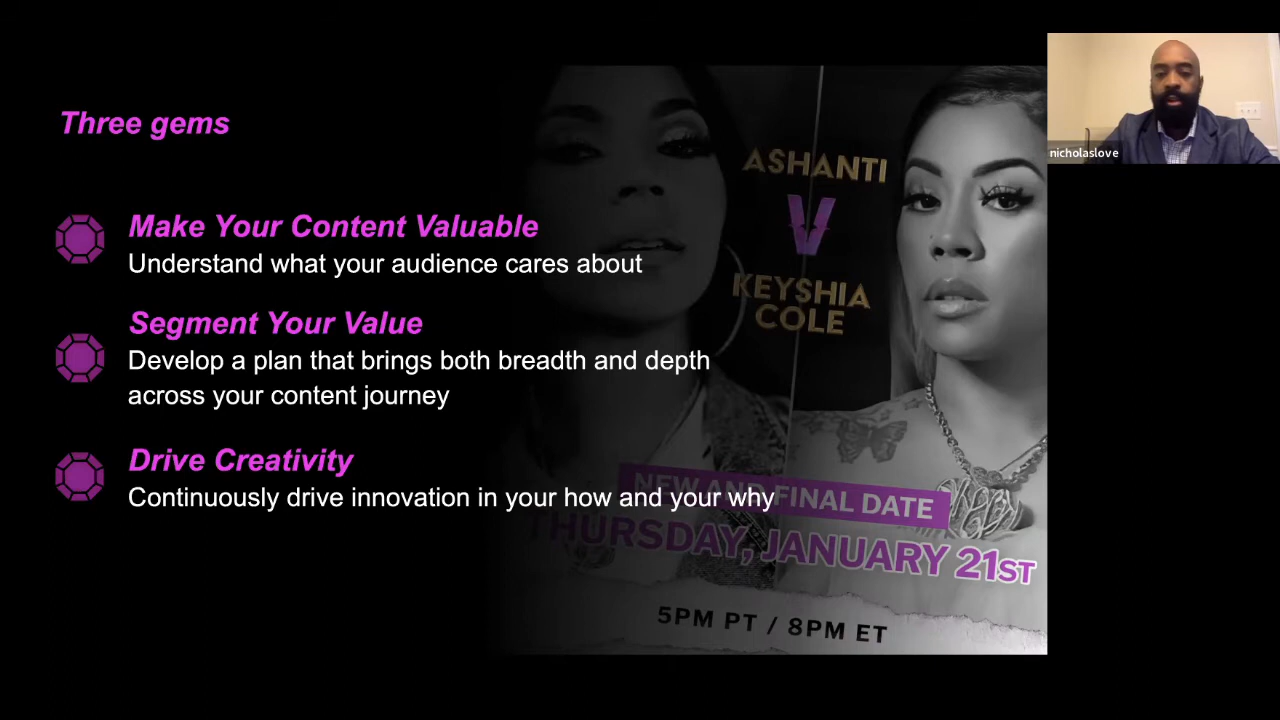 Three gems
Make Your Content Valuable
Understand what your audience cares about
Segment Your Value
Develop a plan that brings both breadth and depth
across your content journey
Drive Creativity
Continuously drive innovation in your how and your why
ASHANTI
V
KEYSHIA
COLE
NEW AND FINAL DATE
THURSDAY, JANUARY 21ST
5PM PT / 8PM ET
nicholaslove